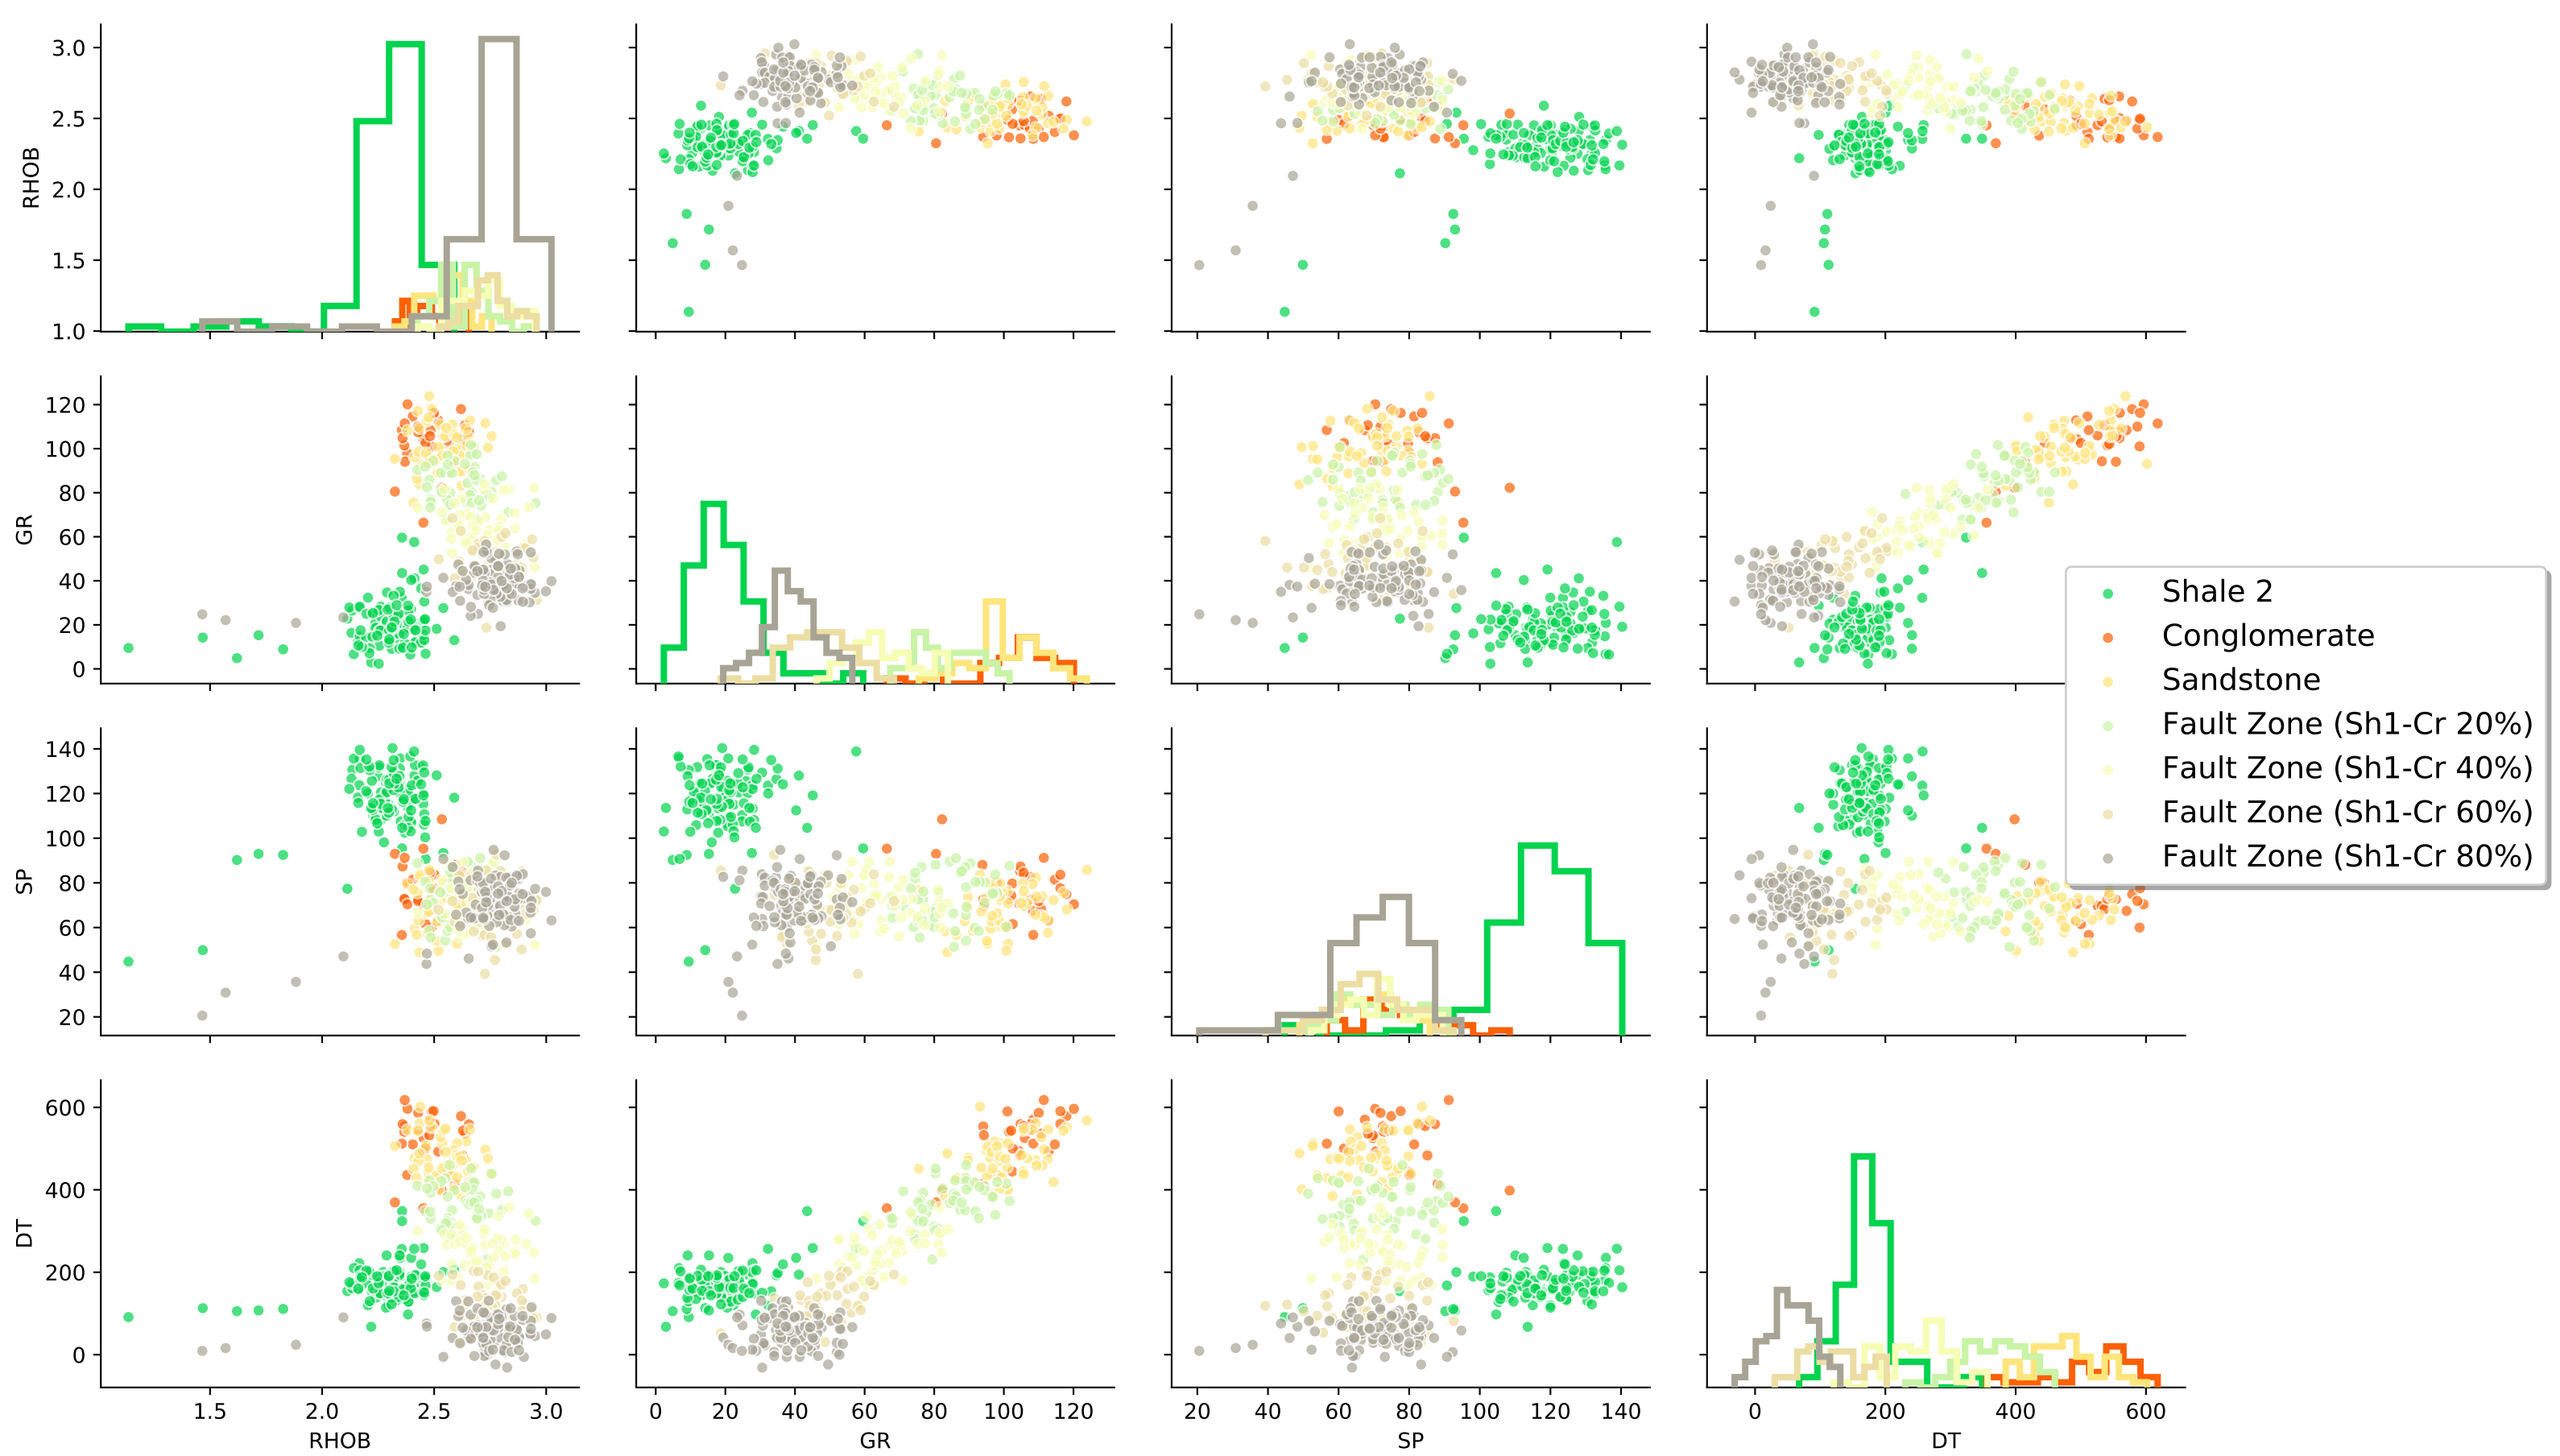 3.0
2.5
2.0
1.5
1.0
RHOB
120
100
80
60
40
20
0
GR
140
120
100
80
60
40
20
SP
600
400
200
0
DT
1.5 2.0 2.5 3.0
RHOB
0 20 40 60 80 100 120
GR
20 40 60 80 100 120 140
SP
0 200 400 600
DT
Shale 2
Conglomerate
Sandstone
Fault Zone (Sh1-Cr 20%)
Fault Zone (Sh1-Cr 40%)
Fault Zone (Sh1-Cr 60%)
Fault Zone (Sh1-Cr 80%)